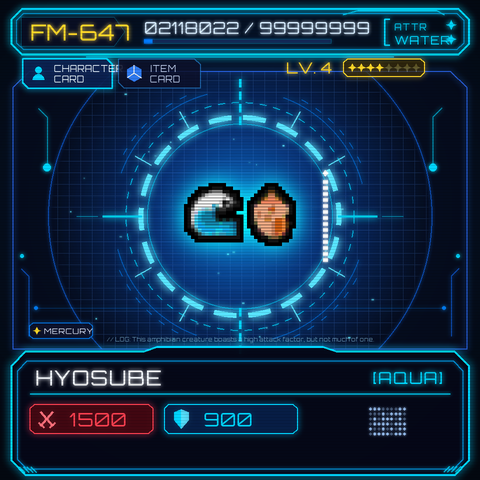 FM-647
02118022 / 99999999
ATTR
WATER
CHARACTER
CARD
ITEM
CARD
LV. 4
MERCURY
// LOG: This amphibian creature boasts a high attack factor, but not much of one.
HYOSUBE
[AQUA]
1500
900